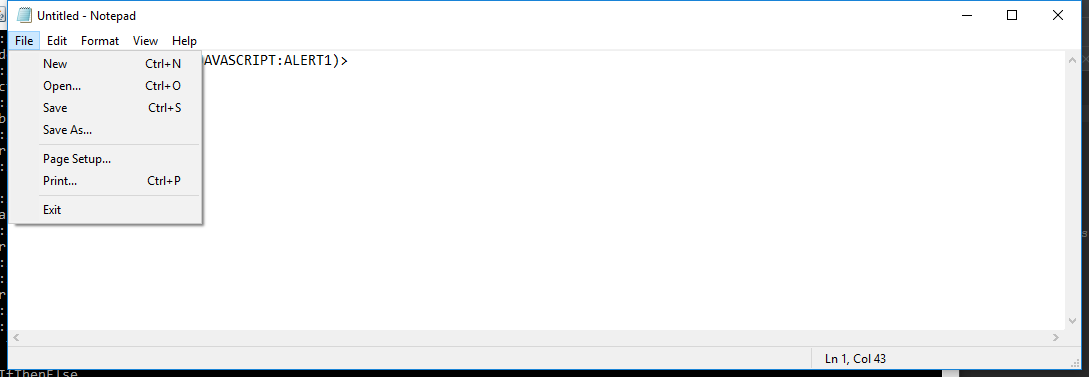 Untitled - Notepad
File Edit Format View Help
AVASCRIPT:ALERT1)>
New Ctrl+N
Open... Ctrl+O
Save Ctrl+S
Save As...
Page Setup...
Print... Ctrl+P
Exit
Ln 1, Col 43
ThenElse